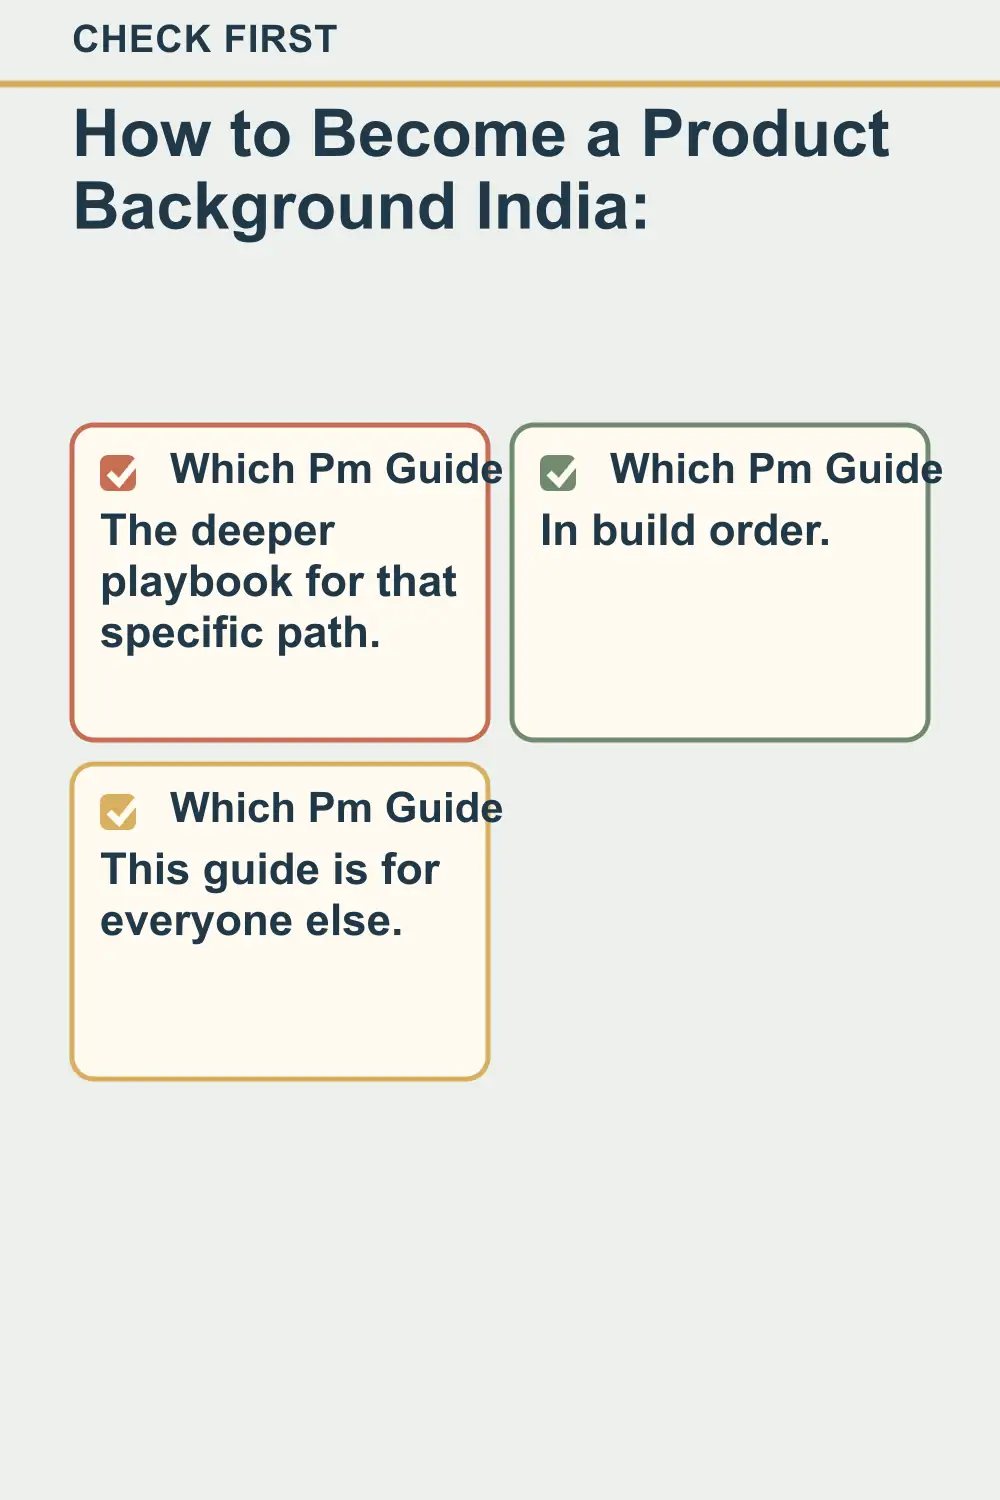 CHECK FIRST
How to Become a Product
Background India:
Which Pm Guide
The deeper
playbook for that
specific path.
Which Pm Guide
In build order.
Which Pm Guide
This guide is for
everyone else.